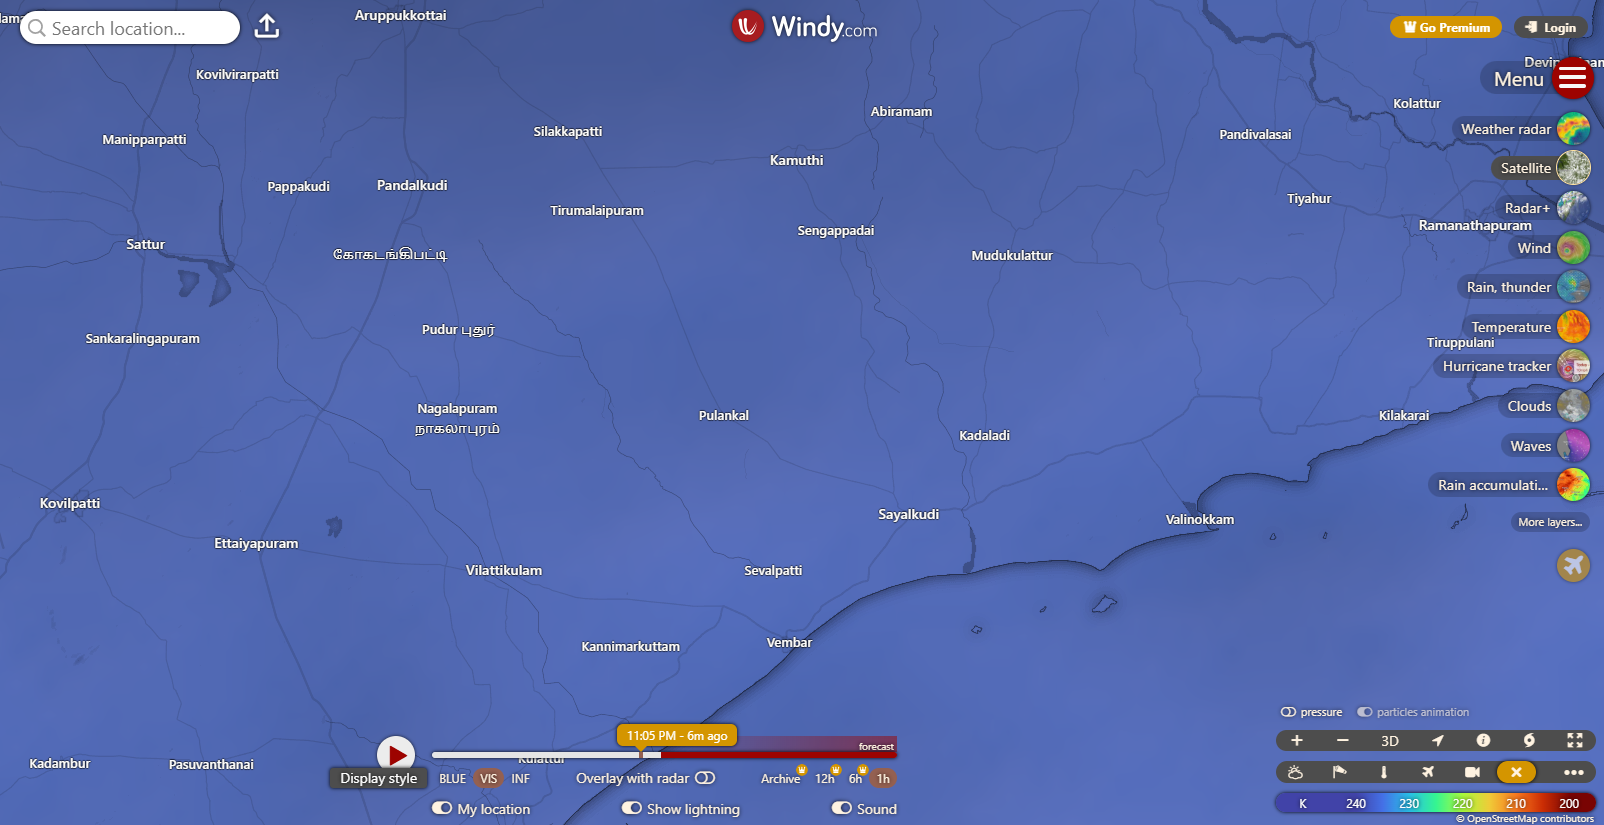 Aruppukkottai
Search location...
Windy.com
Go Premium
Login
Kovilvirarpatti
Menu
Abiramam
Kolattur
Silakkapatti
Pandivalasai
Weather radar
Manipparpatti
Kamuthi
Satellite
Pappakudi
Pandalkudi
Tiyahur
Radar+
Tirumalaipuram
Ramanathapuram
Sengappadai
Sattur
Wind
கோகடங்கிபட்டி
Mudukulattur
Rain, thunder
Pudur புதுர்
Temperature
Sankaralingapuram
Tiruppulani
Hurricane tracker
Nagalapuram
நாகலாபுரம்
Clouds
Pulankal
Kilakarai
Kadaladi
Waves
Rain accumulati...
Kovilpatti
Sayalkudi
Valinokkam
More layers...
Ettaiyapuram
Vilattikulam
Sevalpatti
Kannimarkuttam
Vembar
pressure
particles animation
11:05 PM - 6m ago
forecast
3D
Kadambur
Pasuvanthanai
Kulattur
Display style
BLUE
VIS
INF
Overlay with radar
Archive
12h
6h
1h
My location
Show lightning
Sound
K 240 230 220 210 200
© OpenStreetMap contributors